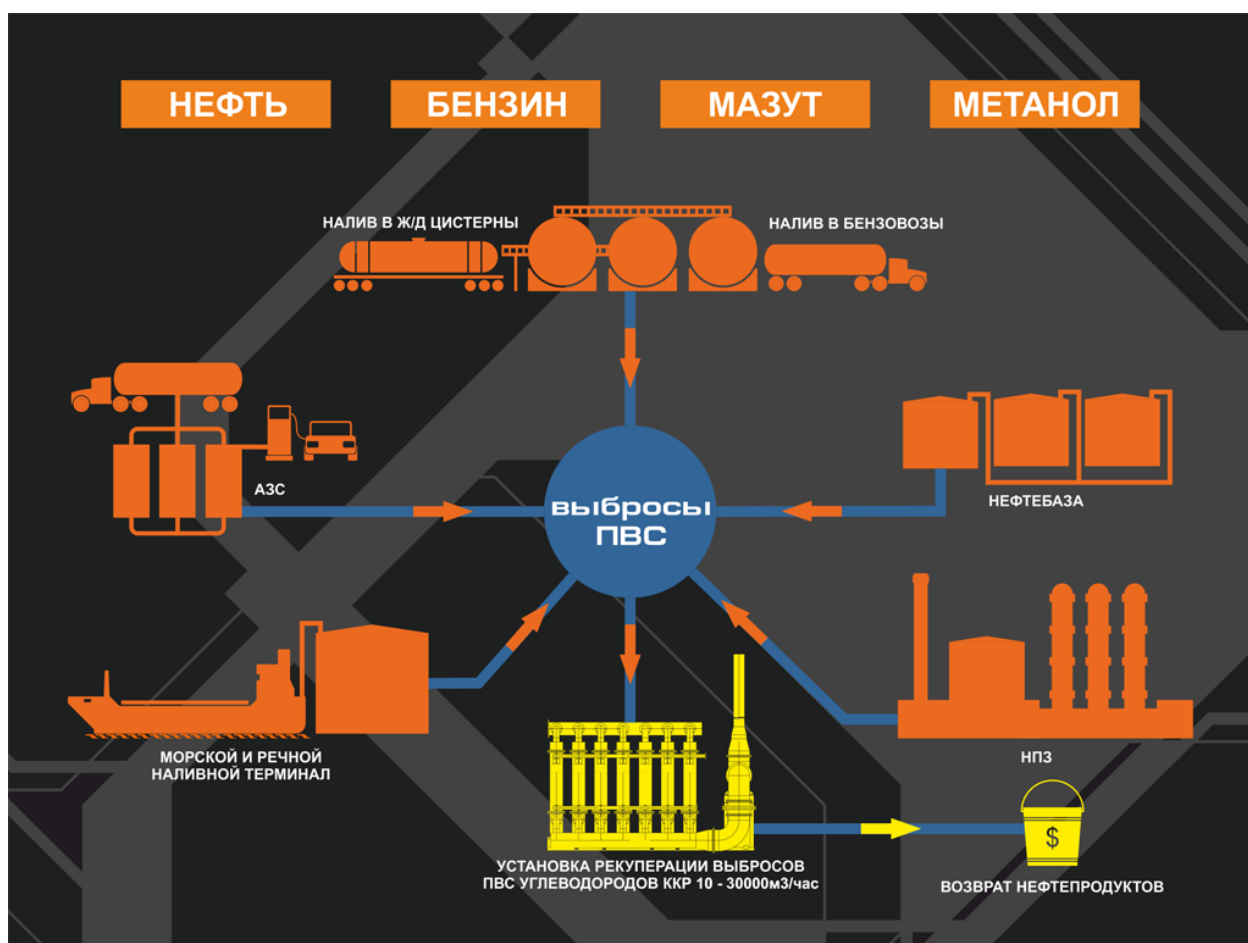 НЕФТЬ
БЕНЗИН
МАЗУТ
МЕТАНОЛ
НАЛИВ В Ж/Д ЦИСТЕРНЫ
НАЛИВ В БЕНЗОВОЗЫ
АЗС
выбросы
ПВС
НЕФТЕБАЗА
МОРСКОЙ И РЕЧНОЙ
НАЛИВНОЙ ТЕРМИНАЛ
НПЗ
$
УСТАНОВКА РЕКУПЕРАЦИИ ВЫБРОСОВ
ПВС УГЛЕВОДОРОДОВ ККР 10 - 30000м3/час
ВОЗВРАТ НЕФТЕПРОДУКТОВ